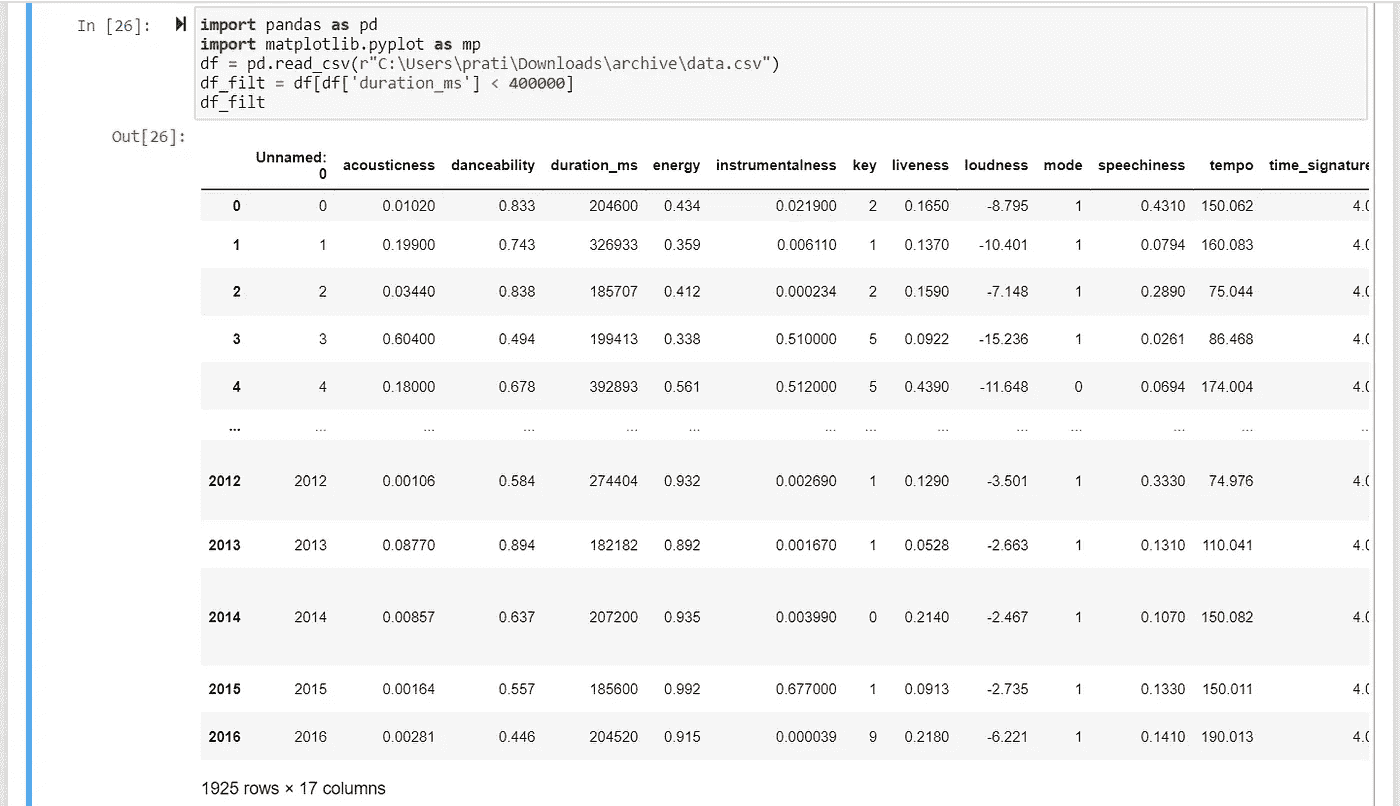 In [26]:
import pandas as pd
import matplotlib.pyplot as mp
df = pd.read_csv(r"C:\Users\prati\Downloads\archive\data.csv")
df_filt = df[df['duration_ms'] < 400000]
df_filt
Out[26]:
Unnamed: 0 acousticness danceability duration_ms energy instrumentalness key liveness loudness mode speechiness tempo time_signature
0 0 0.01020 0.833 204600 0.434 0.021900 2 0.1650 -8.795 1 0.4310 150.062 4.0
1 1 0.19900 0.743 326933 0.359 0.006110 1 0.1370 -10.401 1 0.0794 160.083 4.0
2 2 0.03440 0.838 185707 0.412 0.000234 2 0.1590 -7.148 1 0.2890 75.044 4.0
3 3 0.60400 0.494 199413 0.338 0.510000 5 0.0922 -15.236 1 0.0261 86.468 4.0
4 4 0.18000 0.678 392893 0.561 0.512000 5 0.4390 -11.648 0 0.0694 174.004 4.0
... ... ... ... ... ... ... ... ... ... ... ... ... ...
2012 2012 0.00106 0.584 274404 0.932 0.002690 1 0.1290 -3.501 1 0.3330 74.976 4.0
2013 2013 0.08770 0.894 182182 0.892 0.001670 1 0.0528 -2.663 1 0.1310 110.041 4.0
2014 2014 0.00857 0.637 207200 0.935 0.003990 0 0.2140 -2.467 1 0.1070 150.082 4.0
2015 2015 0.00164 0.557 185600 0.992 0.677000 1 0.0913 -2.735 1 0.1330 150.011 4.0
2016 2016 0.00281 0.446 204520 0.915 0.000039 9 0.2180 -6.221 1 0.1410 190.013 4.0
1925 rows × 17 columns